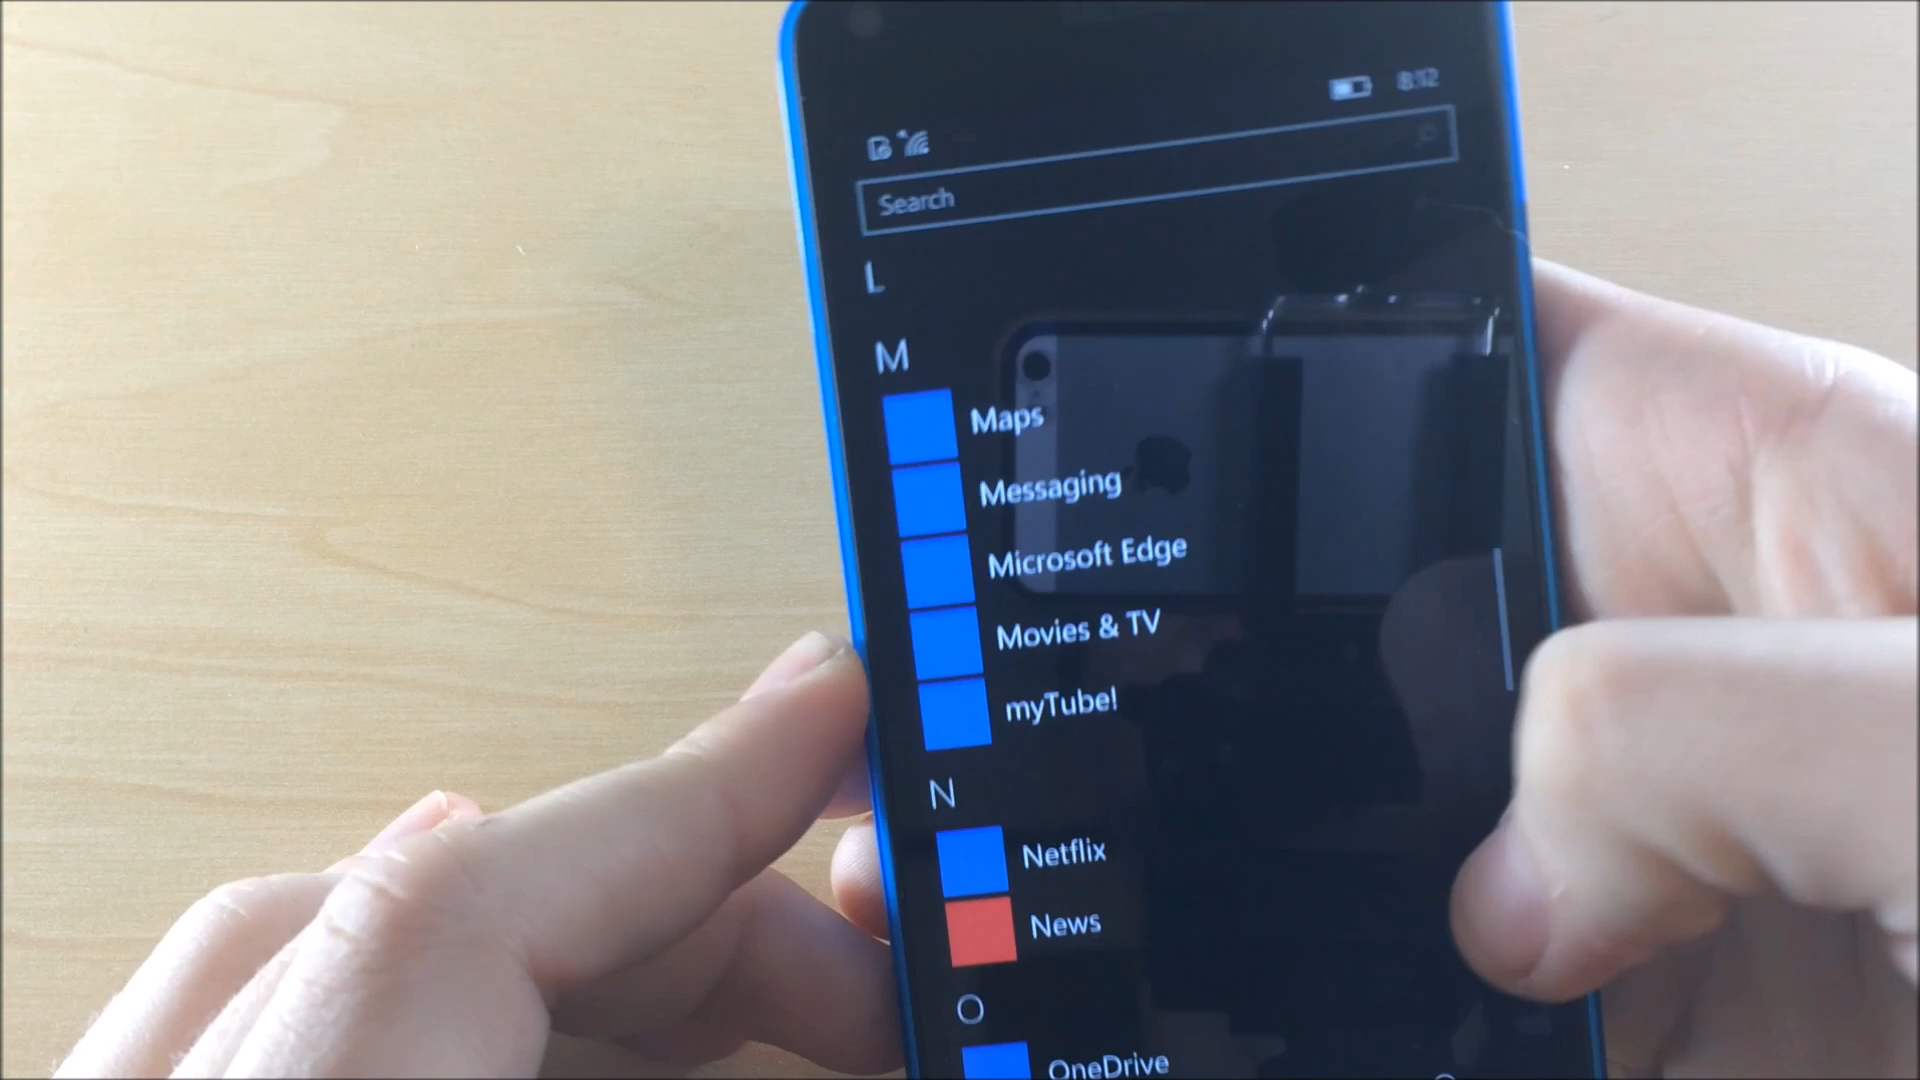 8:12
Search
L
M
Maps
Messaging
Microsoft Edge
Movies & TV
myTube!
N
Netflix
News
O
OneDrive